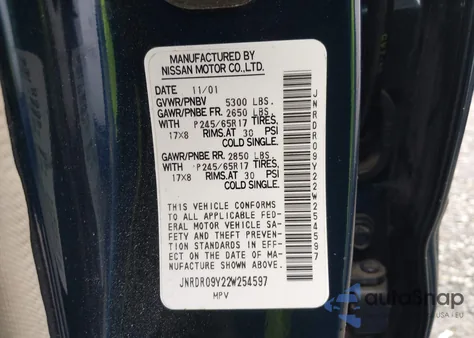 MANUFACTURED BY
NISSAN MOTOR CO.,LTD.
DATE 11/01
GVWR/PNBV 5300 LBS.
GAWR/PNBE FR. 2650 LBS.
WITH P245/65R17 TIRES,
17X8 RIMS,AT 30 PSI
COLD SINGLE.
GAWR/PNBE RR 2850 LBS.
WITH P245/65R17 TIRES,
17X8 RIMS,AT 30 PSI
COLD SINGLE.
THIS VEHICLE CONFORMS
TO ALL APPLICABLE FED-
ERAL MOTOR VEHICLE SA-
FETY AND THEFT PREVEN-
TION STANDARDS IN EFF-
ECT ON THE DATE OF MA-
NUFACTURE SHOWN ABOVE.
JNRDR09Y22W254597
MPV
JNRDR09Y22W254597
autoSnap